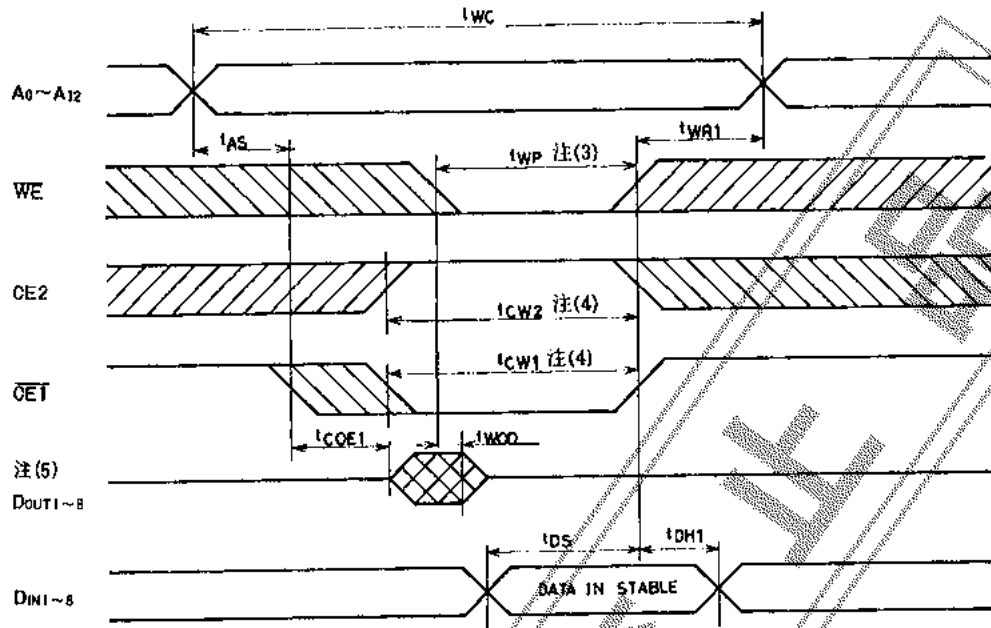 tWC
A0~A12
tAS
tWR1
tWP 注(3)
WE
CE2
tCW2 注(4)
tCW1 注(4)
CE1
tCOE1
tWOD
注(5)
DOUT1~8
tDS
tDH1
DIN1~8
DATA IN STABLE